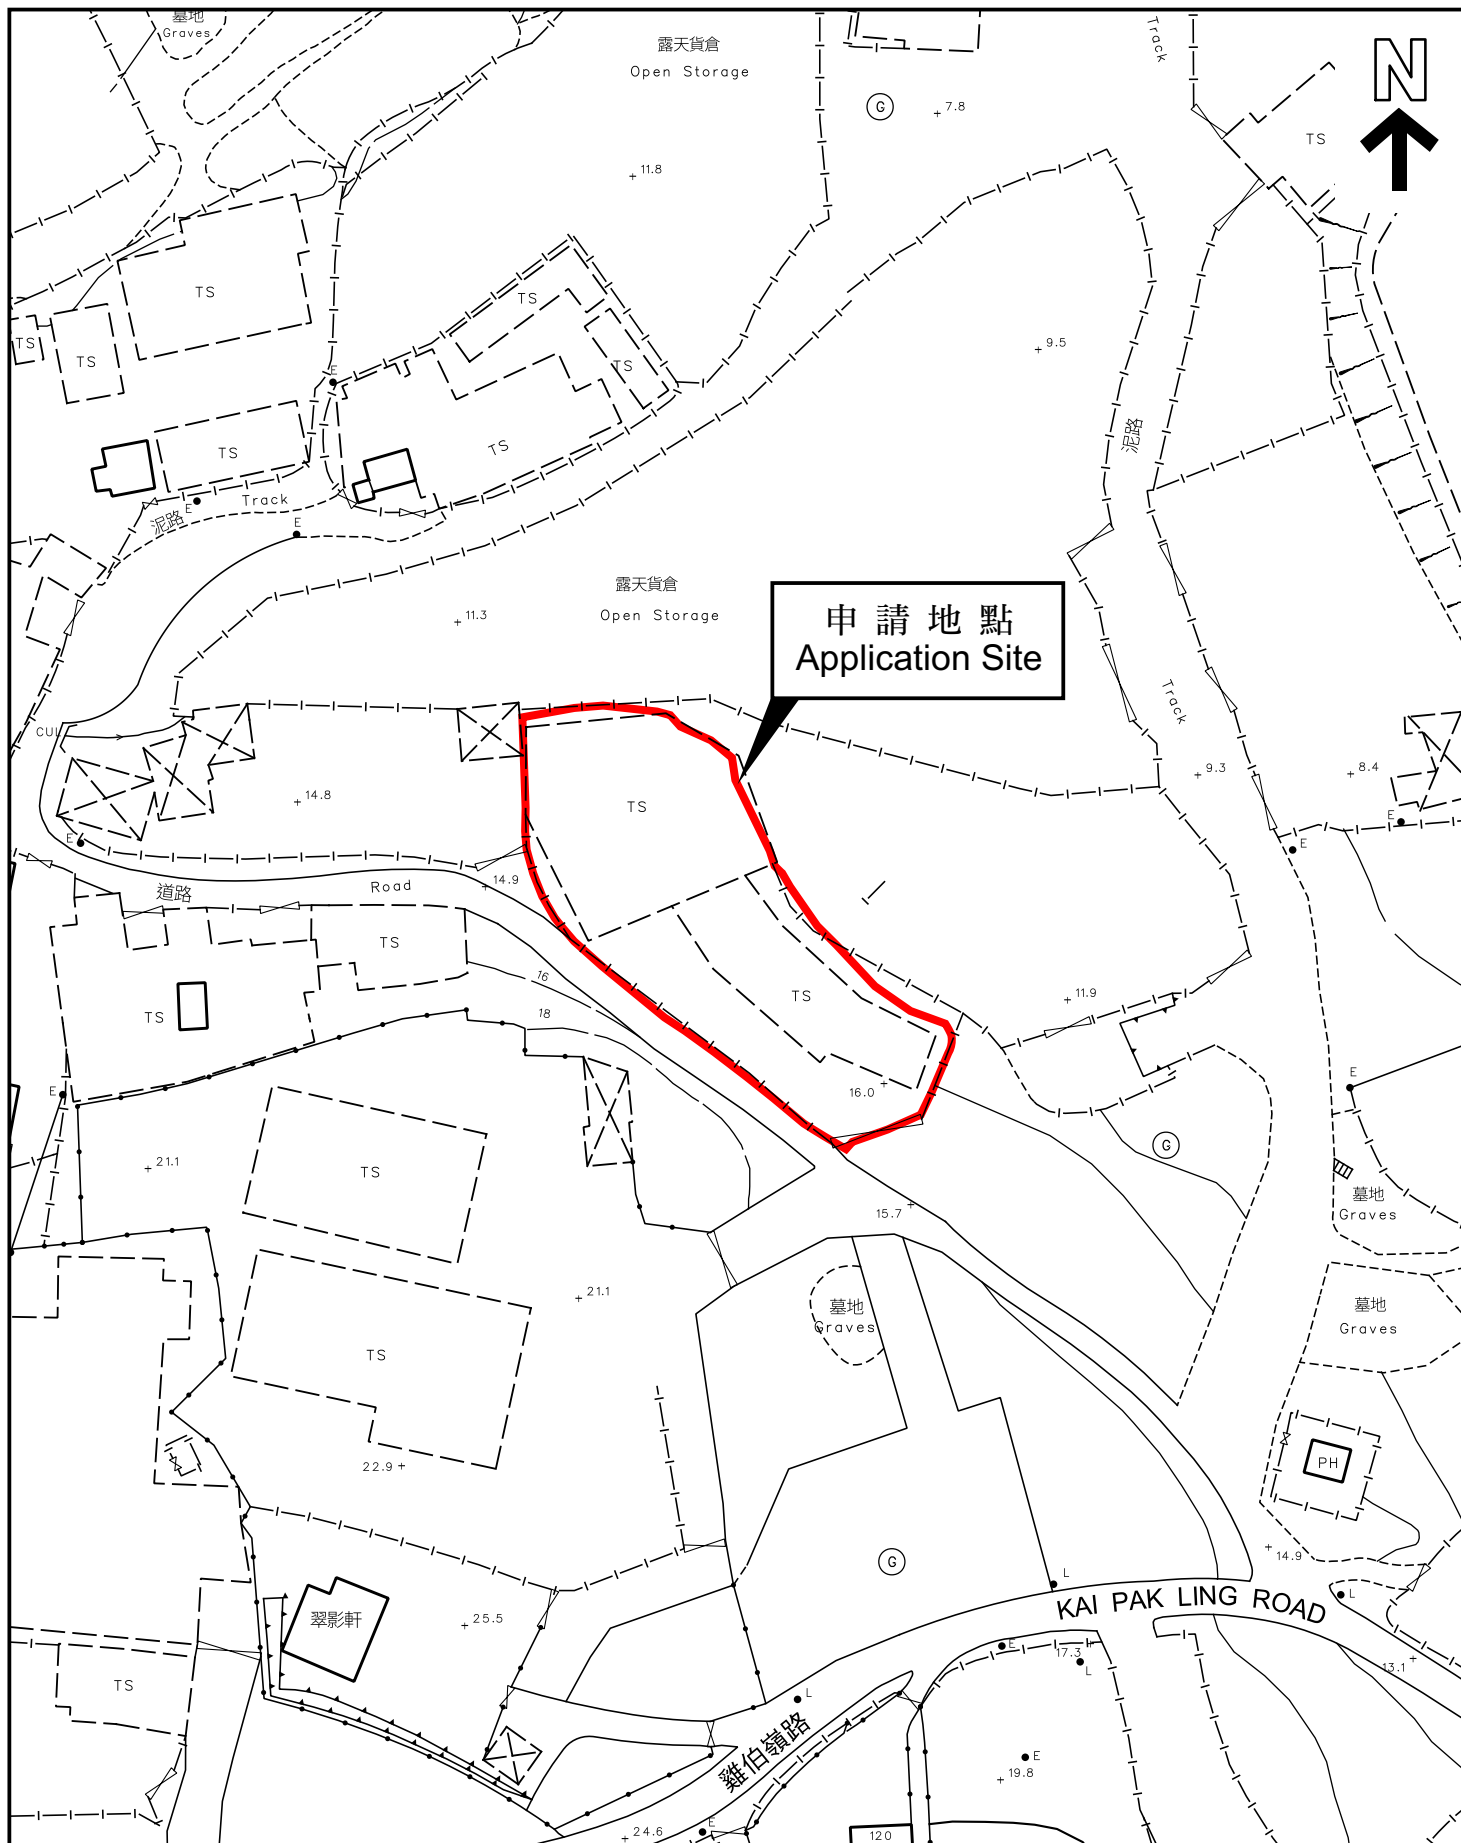 墓地
Graves
露天貨倉
Open Storage
G
7.8
Track
N
TS
11.8
TS
TS
TS
TS
TS
9.5
E
TS
TS
泥路
E
泥路
Track
E
露天貨倉
Open Storage
11.3
申請地點
Application Site
Track
CUL
9.3
8.4
14.8
TS
E
E
E
14.9
道路
Road
TS
16
TS
11.9
18
TS
E
16.0
E
G
21.1
TS
墓地
Graves
15.7
21.1
墓地
Graves
墓地
Graves
TS
22.9
PH
14.9
G
L
L
KAI PAK LING ROAD
翠影軒
25.5
E
17.3
L
13.1
TS
L
雞伯嶺路
E
19.8
E
24.6
120